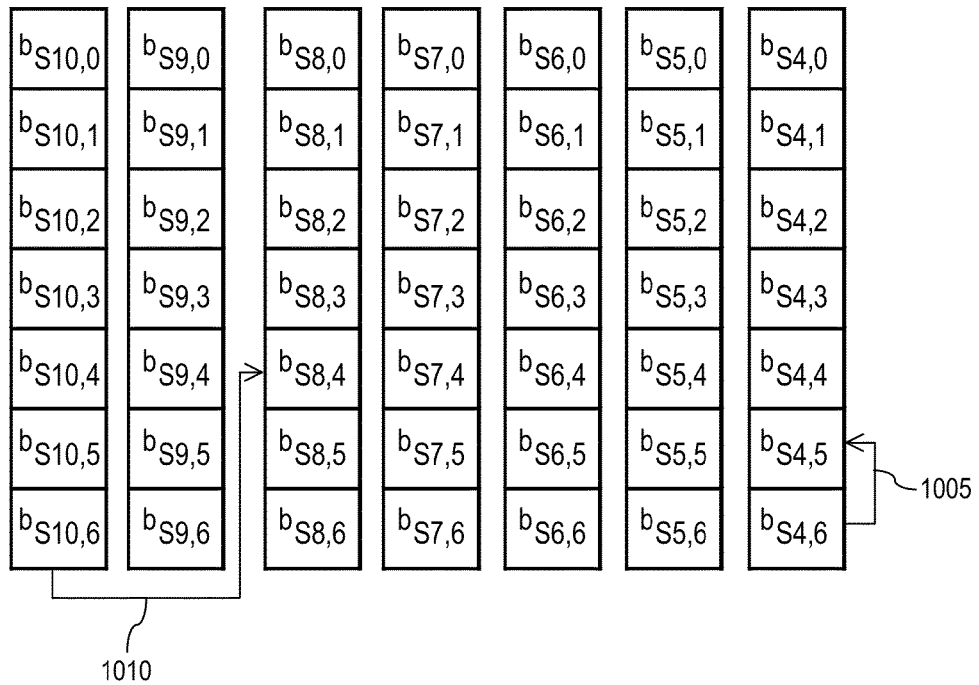 bS10,0 bS9,0 bS8,0 bS7,0 bS6,0 bS5,0 bS4,0
bS10,1 bS9,1 bS8,1 bS7,1 bS6,1 bS5,1 bS4,1
bS10,2 bS9,2 bS8,2 bS7,2 bS6,2 bS5,2 bS4,2
bS10,3 bS9,3 bS8,3 bS7,3 bS6,3 bS5,3 bS4,3
bS10,4 bS9,4 bS8,4 bS7,4 bS6,4 bS5,4 bS4,4
bS10,5 bS9,5 bS8,5 bS7,5 bS6,5 bS5,5 bS4,5
1005
bS10,6 bS9,6 bS8,6 bS7,6 bS6,6 bS5,6 bS4,6
1010